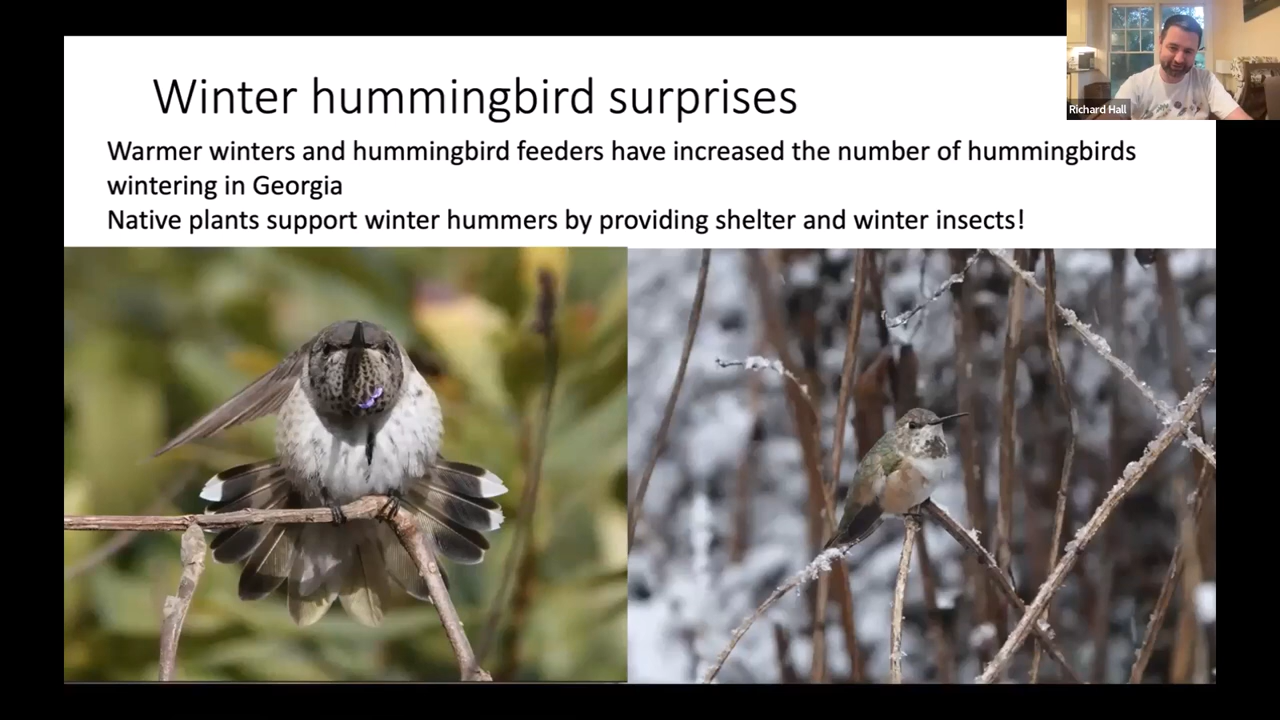 Winter hummingbird surprises
Richard Hall
Warmer winters and hummingbird feeders have increased the number of hummingbirds
wintering in Georgia
Native plants support winter hummers by providing shelter and winter insects!